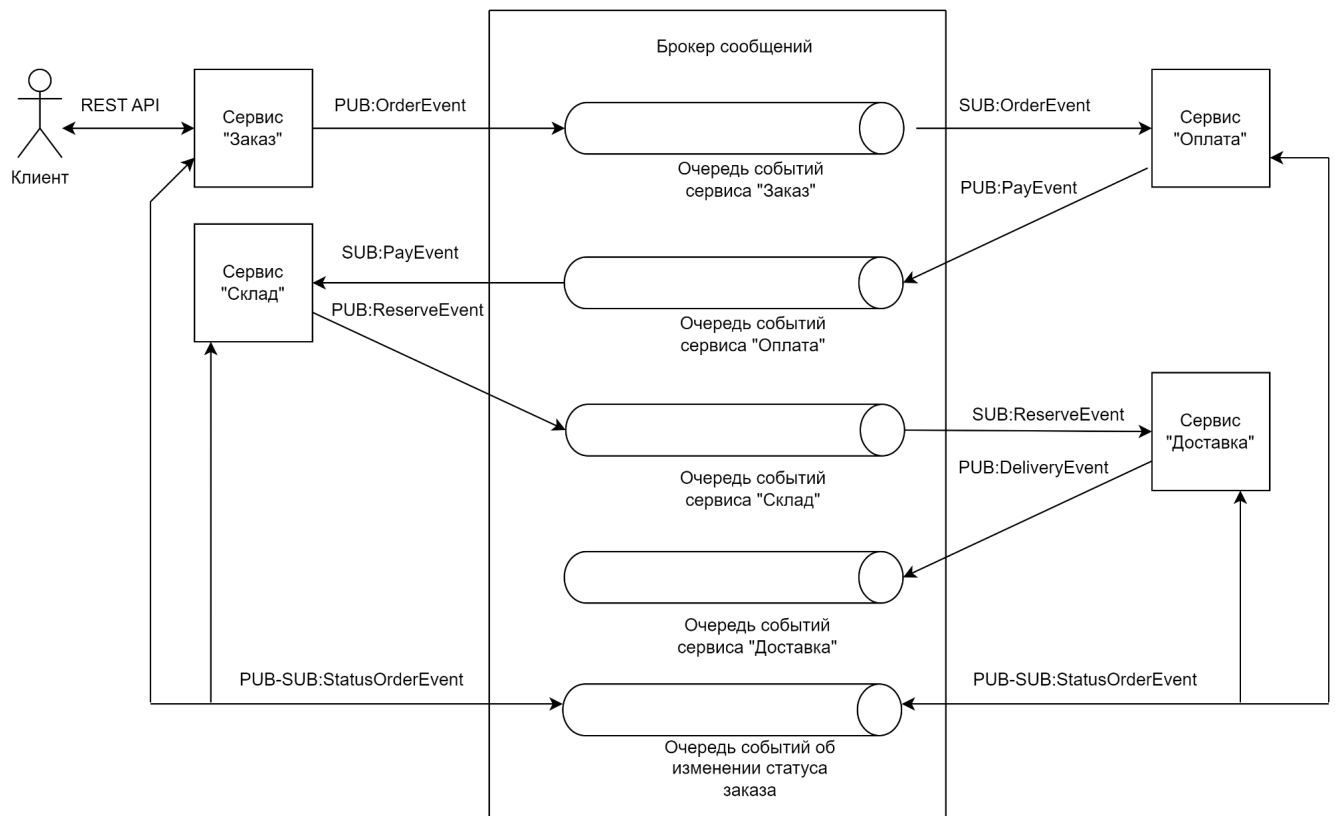 Брокер сообщений
REST API
PUB:OrderEvent
SUB:OrderEvent
Сервис
"Заказ"
Сервис
"Оплата"
Клиент
Очередь событий
сервиса "Заказ"
PUB:PayEvent
SUB:PayEvent
Сервис
"Склад"
PUB:ReserveEvent
Очередь событий
сервиса "Оплата"
SUB:ReserveEvent
Сервис
"Доставка"
PUB:DeliveryEvent
Очередь событий
сервиса "Склад"
Очередь событий
сервиса "Доставка"
PUB-SUB:StatusOrderEvent
PUB-SUB:StatusOrderEvent
Очередь событий об
изменении статуса
заказа